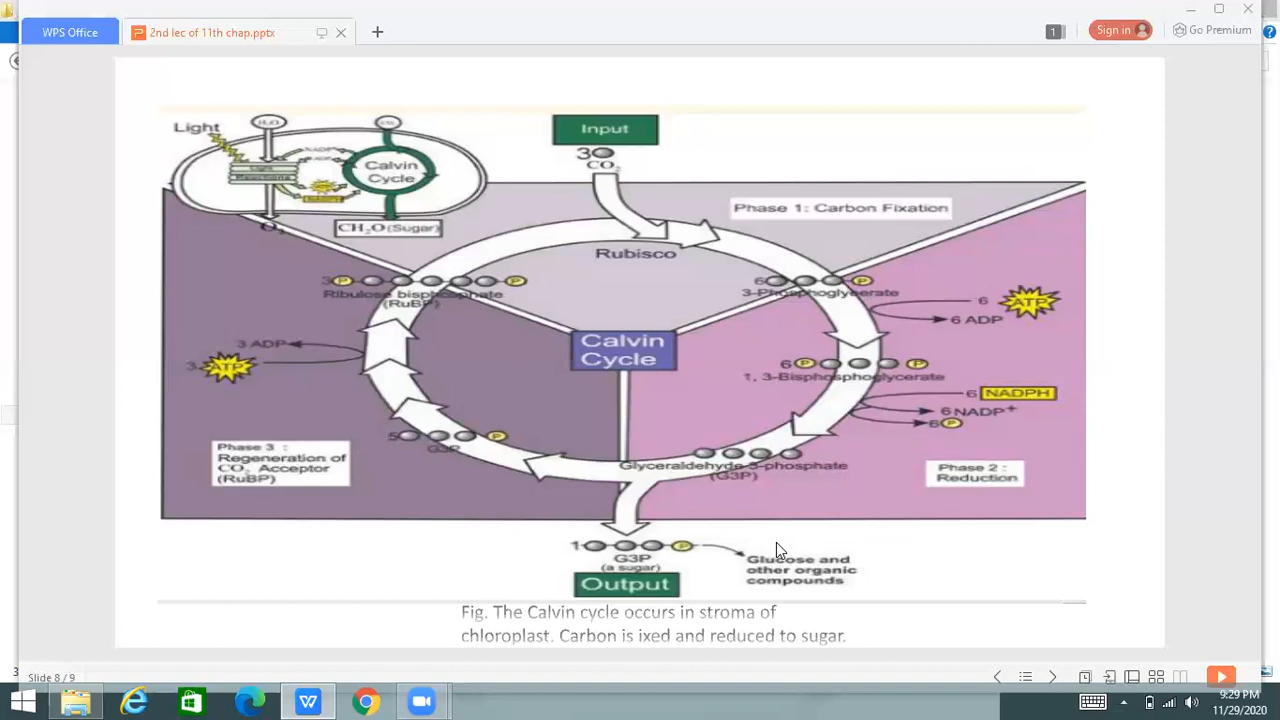 WPS Office
2nd lec of 11th chap.pptx
1
Sign in
Go Premium
Light
H₂O
Input
3
CO₂
Calvin
Cycle
Phase 1: Carbon Fixation
O₂
CH₂O (Sugar)
Rubisco
3 P P
Ribulose bisphosphate
(RuBP)
6 P
3-Phosphoglycerate
6 ATP
6 ADP
Calvin
Cycle
3 ADP
3 ATP
6 P P
1, 3-Bisphosphoglycerate
6 NADPH
6 NADP+
6 P
5 P
G3P
Glyceraldehyde 3-phosphate
(G3P)
Phase 3 :
Regeneration of
CO₂ Acceptor
(RuBP)
Phase 2 :
Reduction
1 P
G3P
(a sugar)
Output
Glucose and
other organic
compounds
Fig. The Calvin cycle occurs in stroma of
chloroplast. Carbon is ixed and reduced to sugar.
Slide 8 / 9
9:29 PM
11/29/2020